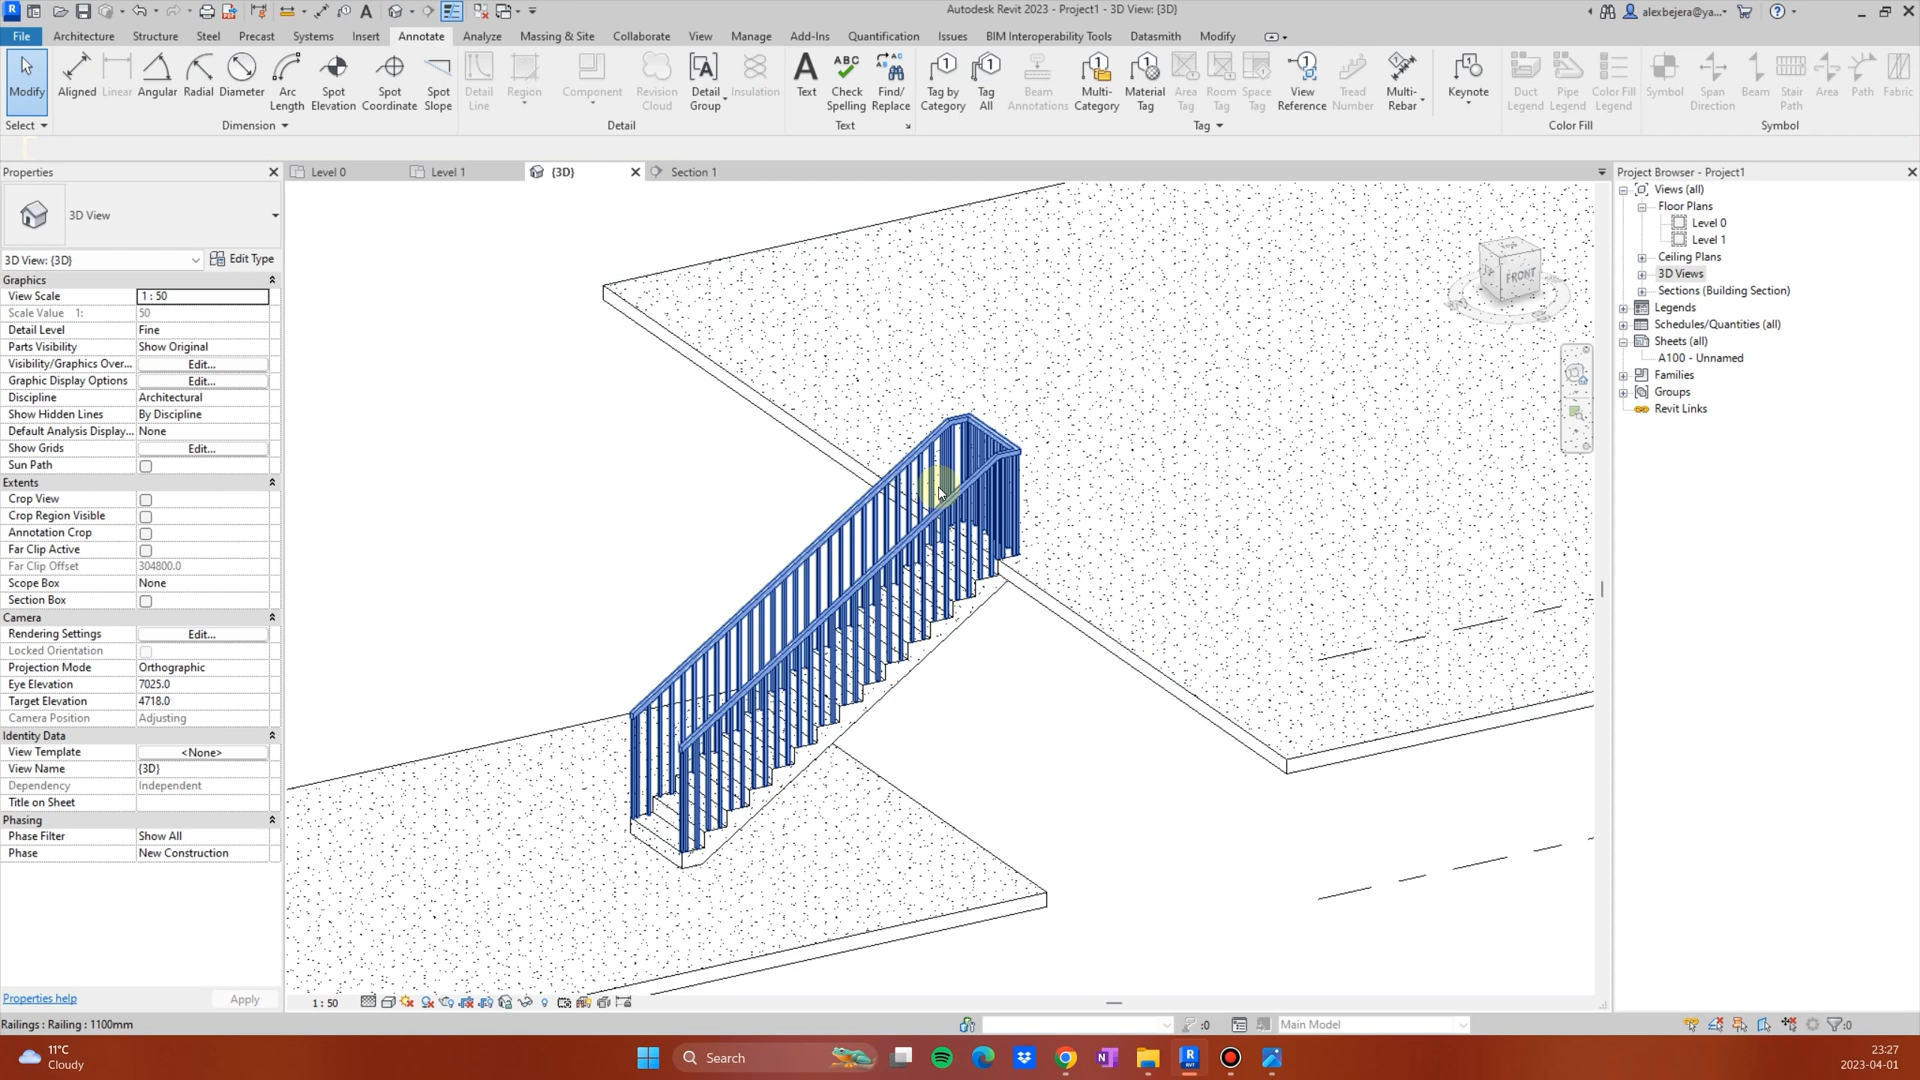 Autodesk Revit 2023 - Project1 - 3D View: {3D}
alexbejera@ya...
File Architecture Structure Steel Precast Systems Insert Annotate Analyze Massing & Site Collaborate View Manage Add-Ins Quantification Issues BIM Interoperability Tools Datasmith Modify
Modify
Aligned
Linear
Angular
Radial
Diameter
Arc Length
Spot Elevation
Spot Coordinate
Spot Slope
Detail Line
Region
Component
Revision Cloud
Detail Group
Insulation
Text
Check Spelling
Find/ Replace
Tag by Category
Tag All
Beam Annotations
Multi- Category
Material Tag
Area Tag
Room Tag
Space Tag
View Reference
Tread Number
Multi- Rebar
Keynote
Duct Legend
Pipe Legend
Color Fill Legend
Symbol
Span Direction
Beam
Stair Path
Area
Path
Fabric
Select
Dimension
Detail
Text
Tag
Color Fill
Symbol
Properties
Level 0
Level 1
{3D}
Section 1
Project Browser - Project1
3D View
3D View: {3D}
Edit Type
Graphics
View Scale 1 : 50
Scale Value 1: 50
Detail Level Fine
Parts Visibility Show Original
Visibility/Graphics Over... Edit...
Graphic Display Options Edit...
Discipline Architectural
Show Hidden Lines By Discipline
Default Analysis Display... None
Show Grids Edit...
Sun Path
Extents
Crop View
Crop Region Visible
Annotation Crop
Far Clip Active
Far Clip Offset 304800.0
Scope Box None
Section Box
Camera
Rendering Settings Edit...
Locked Orientation
Projection Mode Orthographic
Eye Elevation 7025.0
Target Elevation 4718.0
Camera Position Adjusting
Identity Data
View Template <None>
View Name {3D}
Dependency Independent
Title on Sheet
Phasing
Phase Filter Show All
Phase New Construction
Properties help
Apply
FRONT
Views (all)
Floor Plans
Level 0
Level 1
Ceiling Plans
3D Views
Sections (Building Section)
Legends
Schedules/Quantities (all)
Sheets (all)
A100 - Unnamed
Families
Groups
Revit Links
1 : 50
Railings : Railing : 1100mm
:0
Main Model
:0
11°C
Cloudy
Search
23:27
2023-04-01